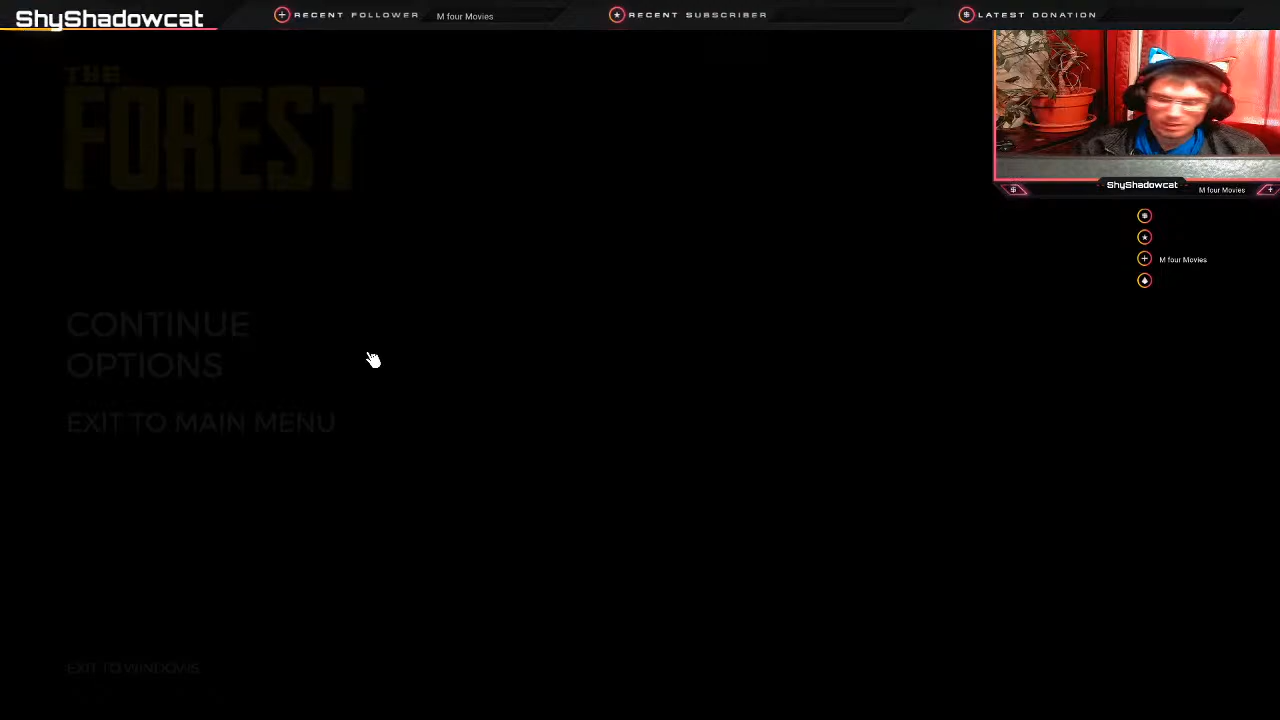 ShyShadowcat
RECENT FOLLOWER
M four Movies
RECENT SUBSCRIBER
LATEST DONATION
THE
FOREST
ShyShadowcat
M four Movies
M four Movies
CONTINUE
OPTIONS
EXIT TO MAIN MENU
EXIT TO WINDOWS